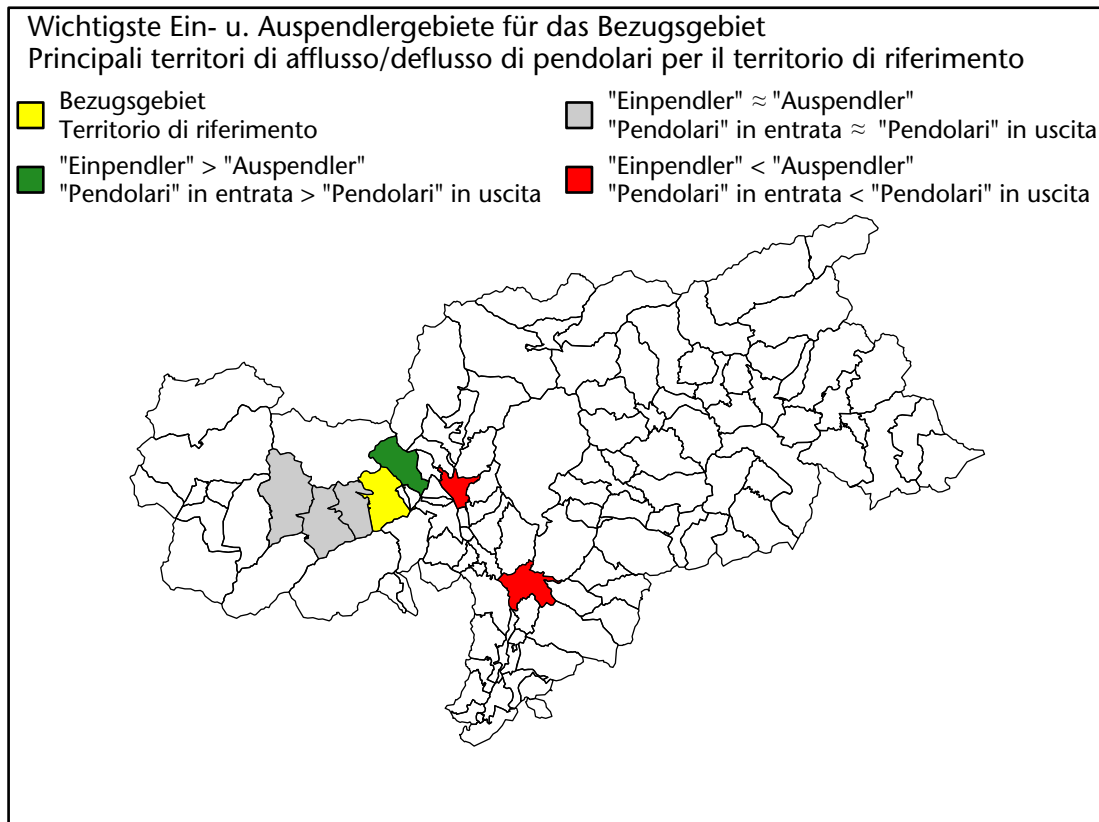 Wichtigste Ein- u. Auspendlergebiete für das Bezugsgebiet
Principali territori di afflusso/deflusso di pendolari per il territorio di riferimento
Bezugsgebiet
Territorio di riferimento
"Einpendler" ≈ "Auspendler"
"Pendolari" in entrata ≈ "Pendolari" in uscita
"Einpendler" > "Auspendler"
"Pendolari" in entrata > "Pendolari" in uscita
"Einpendler" < "Auspendler"
"Pendolari" in entrata < "Pendolari" in uscita